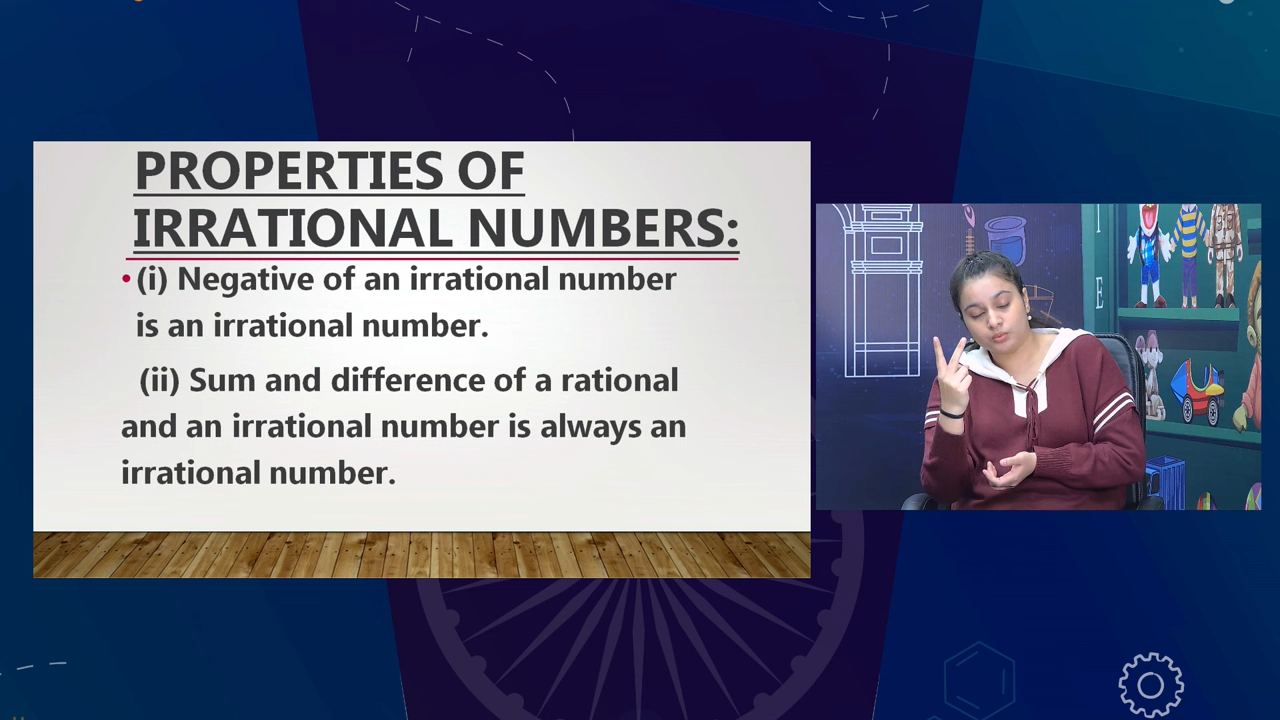 PROPERTIES OF
IRRATIONAL NUMBERS:
• (i) Negative of an irrational number
is an irrational number.
(ii) Sum and difference of a rational
and an irrational number is always an
irrational number.
T
E